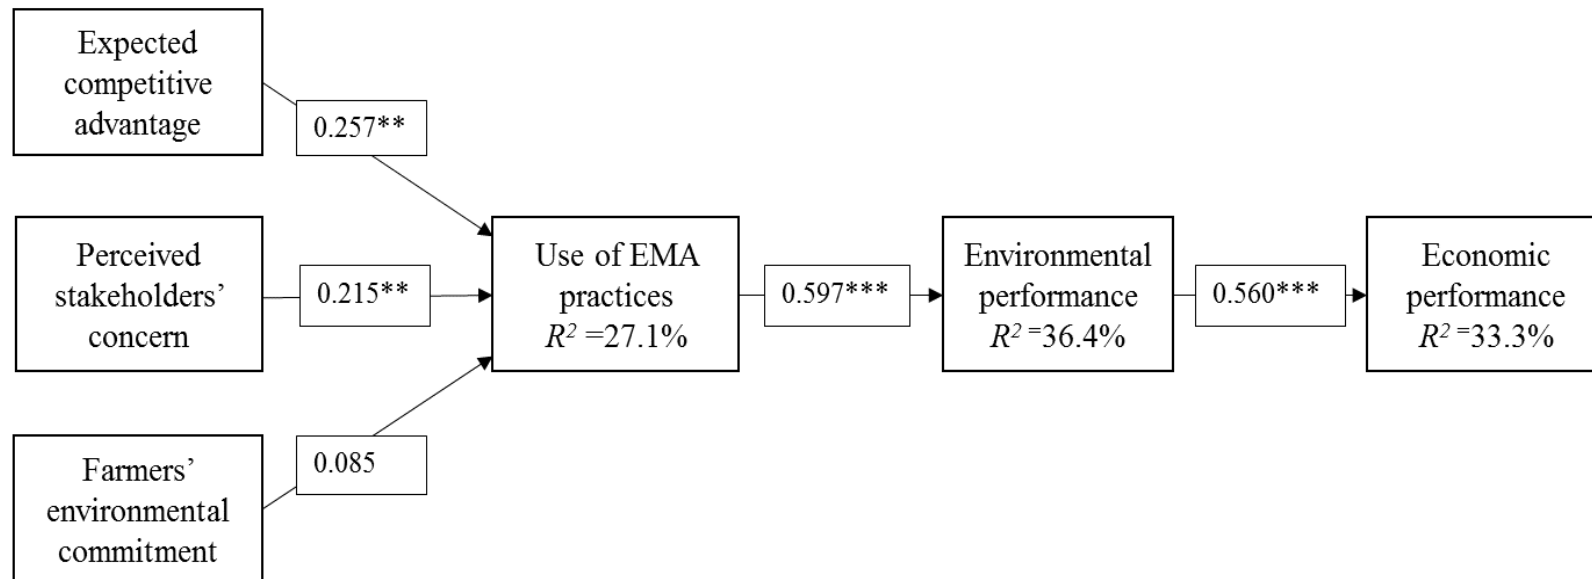 Expected
competitive
advantage
0.257**
Perceived
stakeholders’
concern
0.215**
Use of EMA
practices
R² =27.1%
0.597***
Environmental
performance
R² =36.4%
0.560***
Economic
performance
R² =33.3%
Farmers’
environmental
commitment
0.085